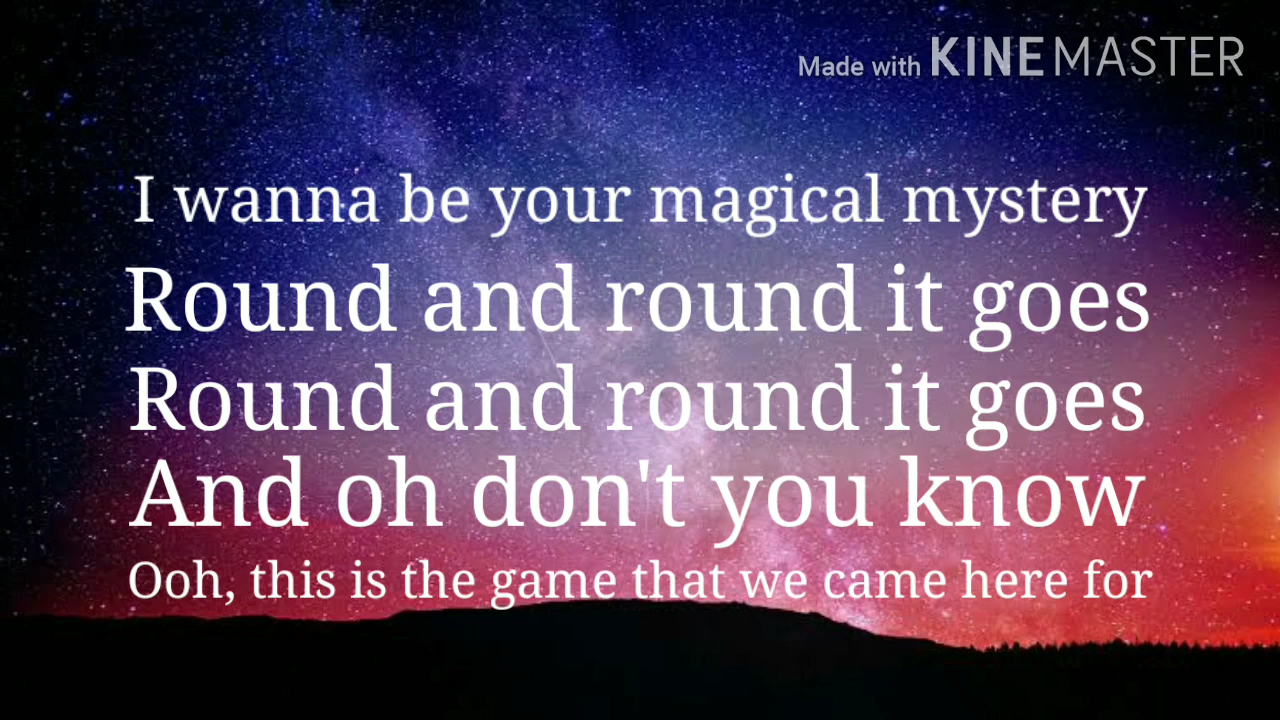 Made with KINEMASTER
I wanna be your magical mystery
Round and round it goes
Round and round it goes
And oh don't you know
Ooh, this is the game that we came here for